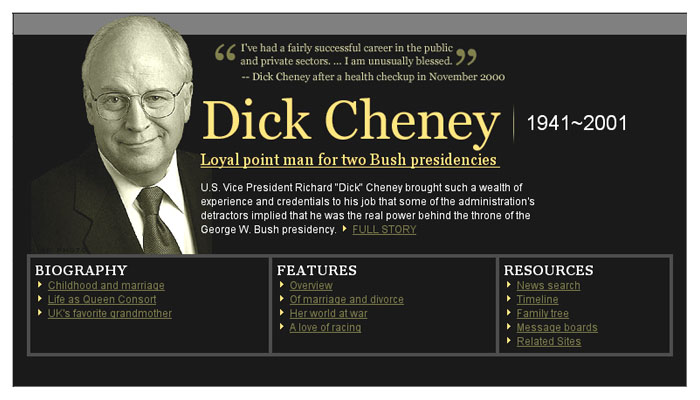 I've had a fairly successful career in the public
and private sectors. ... I am unusually blessed.
-- Dick Cheney after a health checkup in November 2000
Dick Cheney
1941~2001
Loyal point man for two Bush presidencies
U.S. Vice President Richard "Dick" Cheney brought such a wealth of
experience and credentials to his job that some of the administration's
detractors implied that he was the real power behind the throne of the
George W. Bush presidency. FULL STORY
BIOGRAPHY
Childhood and marriage
Life as Queen Consort
UK's favorite grandmother
FEATURES
Overview
Of marriage and divorce
Her world at war
A love of racing
RESOURCES
News search
Timeline
Family tree
Message boards
Related Sites